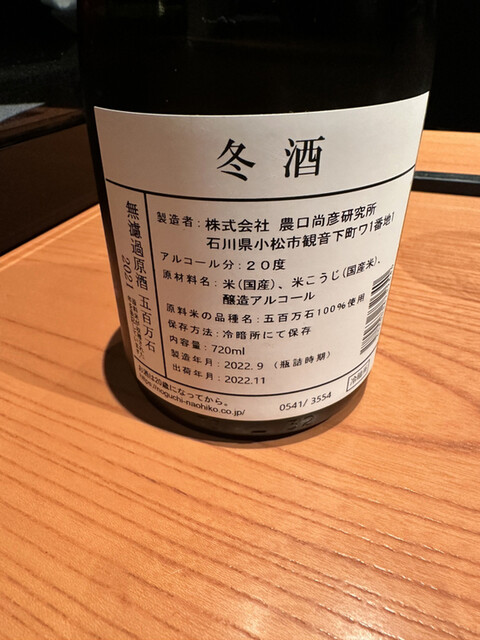 冬酒
無濾過原酒 五百万石
2021
製造者：株式会社 農口尚彦研究所
石川県小松市観音下町ワ1番地1
アルコール分：２０度
原材料名：米（国産）、米こうじ（国産米）、
醸造アルコール
原料米の品種名：五百万石100％使用
保存方法：冷暗所にて保存
内容量：720ml
製造年月：2022.9（瓶詰時期）
出荷年月：2022.11
お酒は20歳になってから。
https://noguchi-naohiko.co.jp/
0541/ 3554